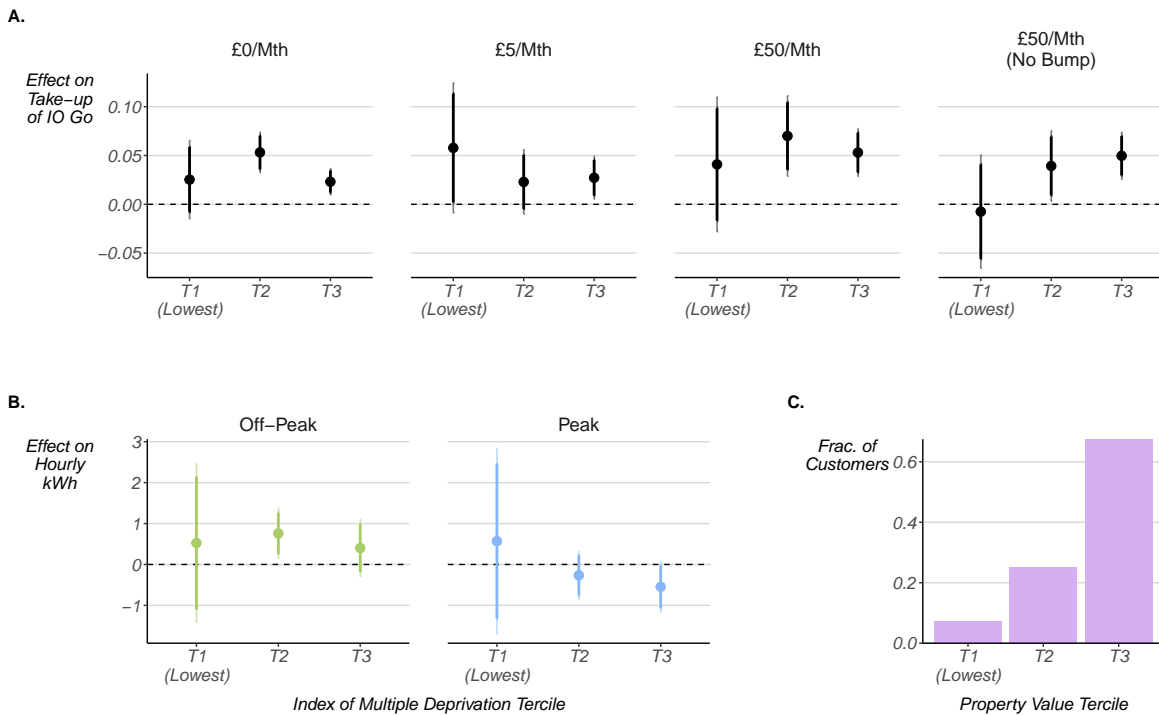 A.
£0/Mth
£5/Mth
£50/Mth
£50/Mth
(No Bump)
Effect on
Take−up
of IO Go
0.10
0.05
0.00
−0.05
T1
(Lowest)
T2
T3
T1
(Lowest)
T2
T3
T1
(Lowest)
T2
T3
T1
(Lowest)
T2
T3
B.
Off−Peak
Peak
Effect on
Hourly
kWh
3
2
1
0
−1
T1
(Lowest)
T2
T3
T1
(Lowest)
T2
T3
Index of Multiple Deprivation Tercile
C.
Frac. of
Customers
0.6
0.4
0.2
0.0
T1
(Lowest)
T2
T3
Property Value Tercile